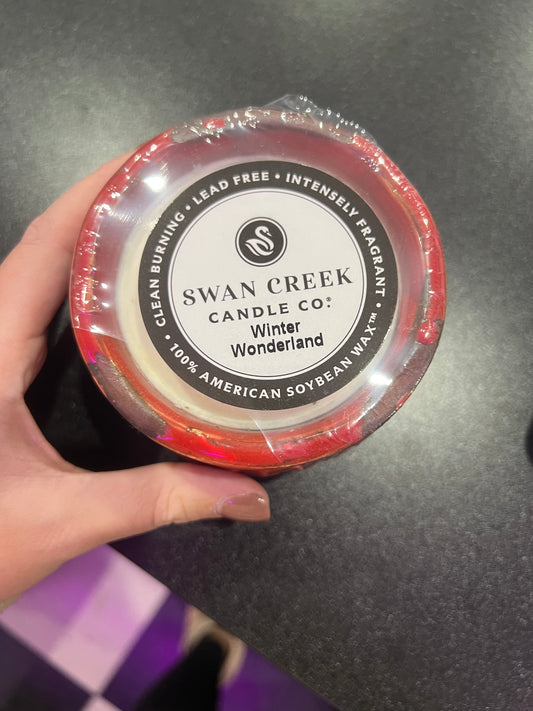 CLEAN BURNING • LEAD FREE • INTENSELY FRAGRANT •
SWAN CREEK
CANDLE CO.®
Winter
Wonderland
• 100% AMERICAN SOYBEAN WAX™